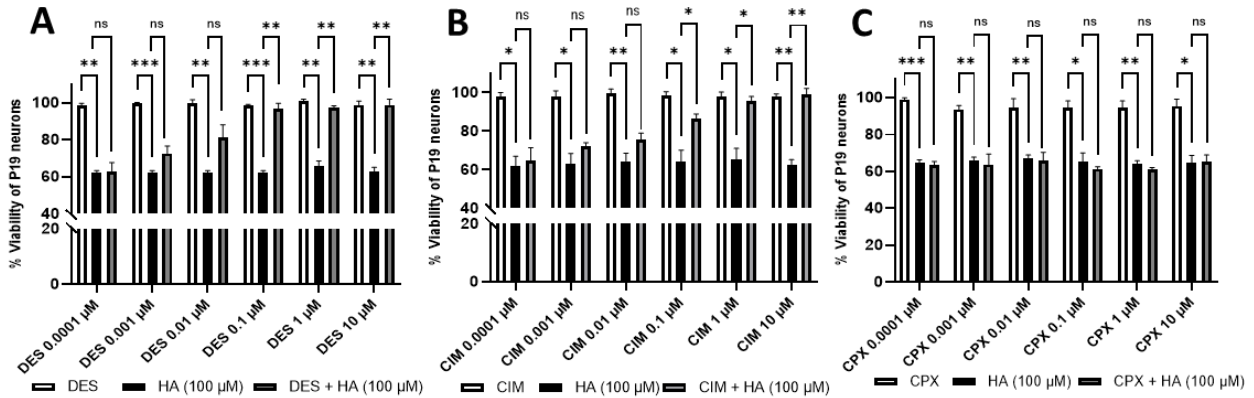 A
ns ns ns ** ** **
** *** ** *** ** **
% Viability of P19 neurons
100
80
60
40
20
0
DES 0.0001 µM
DES 0.001 µM
DES 0.01 µM
DES 0.1 µM
DES 1 µM
DES 10 µM
DES HA (100 µM) DES + HA (100 µM)
B
ns ns ns * * **
* * ** * * **
% Viability of P19 neurons
100
80
60
40
20
0
CIM 0.0001 µM
CIM 0.001 µM
CIM 0.01 µM
CIM 0.1 µM
CIM 1 µM
CIM 10 µM
CIM HA (100 µM) CIM + HA (100 µM)
C
ns ns ns ns ns ns
*** ** ** * ** *
% Viability of P19 neurons
100
80
60
40
20
0
CPX 0.0001 µM
CPX 0.001 µM
CPX 0.01 µM
CPX 0.1 µM
CPX 1 µM
CPX 10 µM
CPX HA (100 µM) CPX + HA (100 µM)